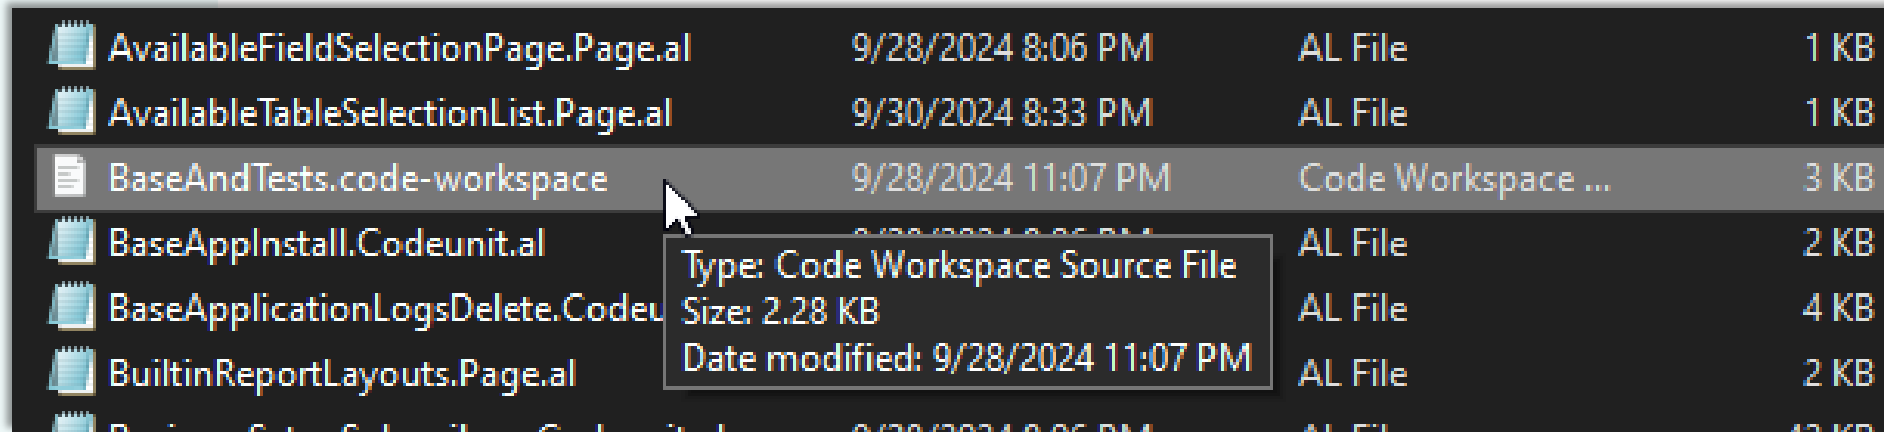 AvailableFieldSelectionPage.Page.al 9/28/2024 8:06 PM AL File 1 KB
AvailableTableSelectionList.Page.al 9/30/2024 8:33 PM AL File 1 KB
BaseAndTests.code-workspace 9/28/2024 11:07 PM Code Workspace ... 3 KB
BaseAppInstall.Codeunit.al AL File 2 KB
Type: Code Workspace Source File
BaseApplicationLogsDelete.Codeu AL File 4 KB
Size: 2.28 KB
Date modified: 9/28/2024 11:07 PM
BuiltinReportLayouts.Page.al AL File 2 KB